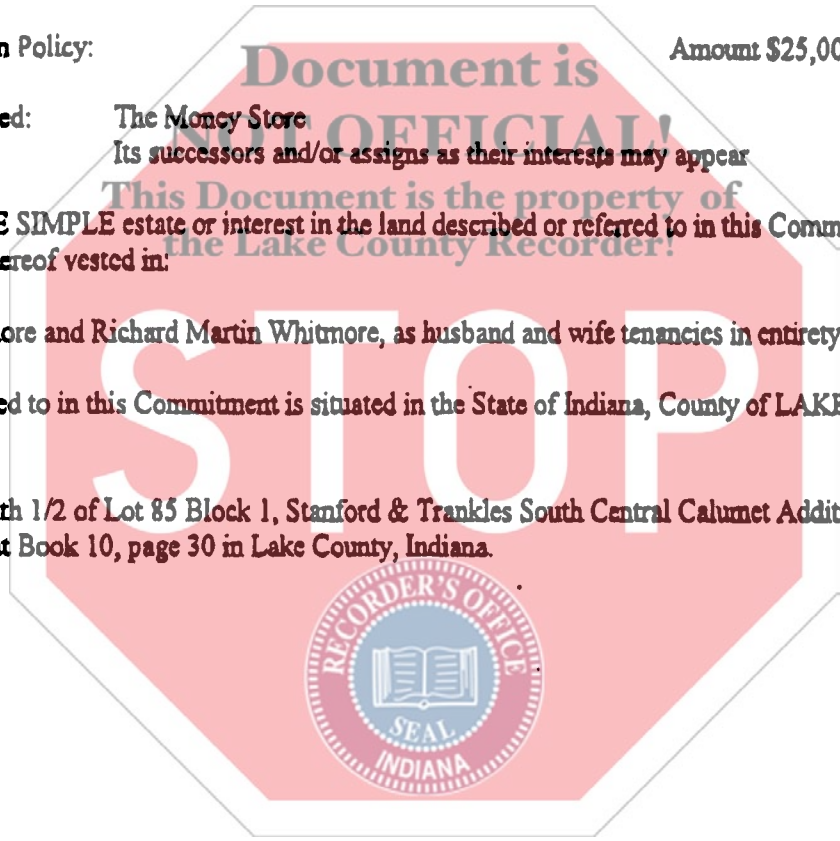 n Policy: Amount $25,00
Document is
ed: The Money Store
NOT OFFICIAL!
Its successors and/or assigns as their interests may appear
This Document is the property of
E SIMPLE estate or interest in the land described or referred to in this Comm
the Lake County Recorder!
ereof vested in:
ore and Richard Martin Whitmore, as husband and wife tenancies in entirety
ed to in this Commitment is situated in the State of Indiana, County of LAKE
STOP
th 1/2 of Lot 85 Block 1, Stanford & Trankles South Central Calumet Addit
t Book 10, page 30 in Lake County, Indiana.
RECORDER'S OFFICE
SEAL
INDIANA